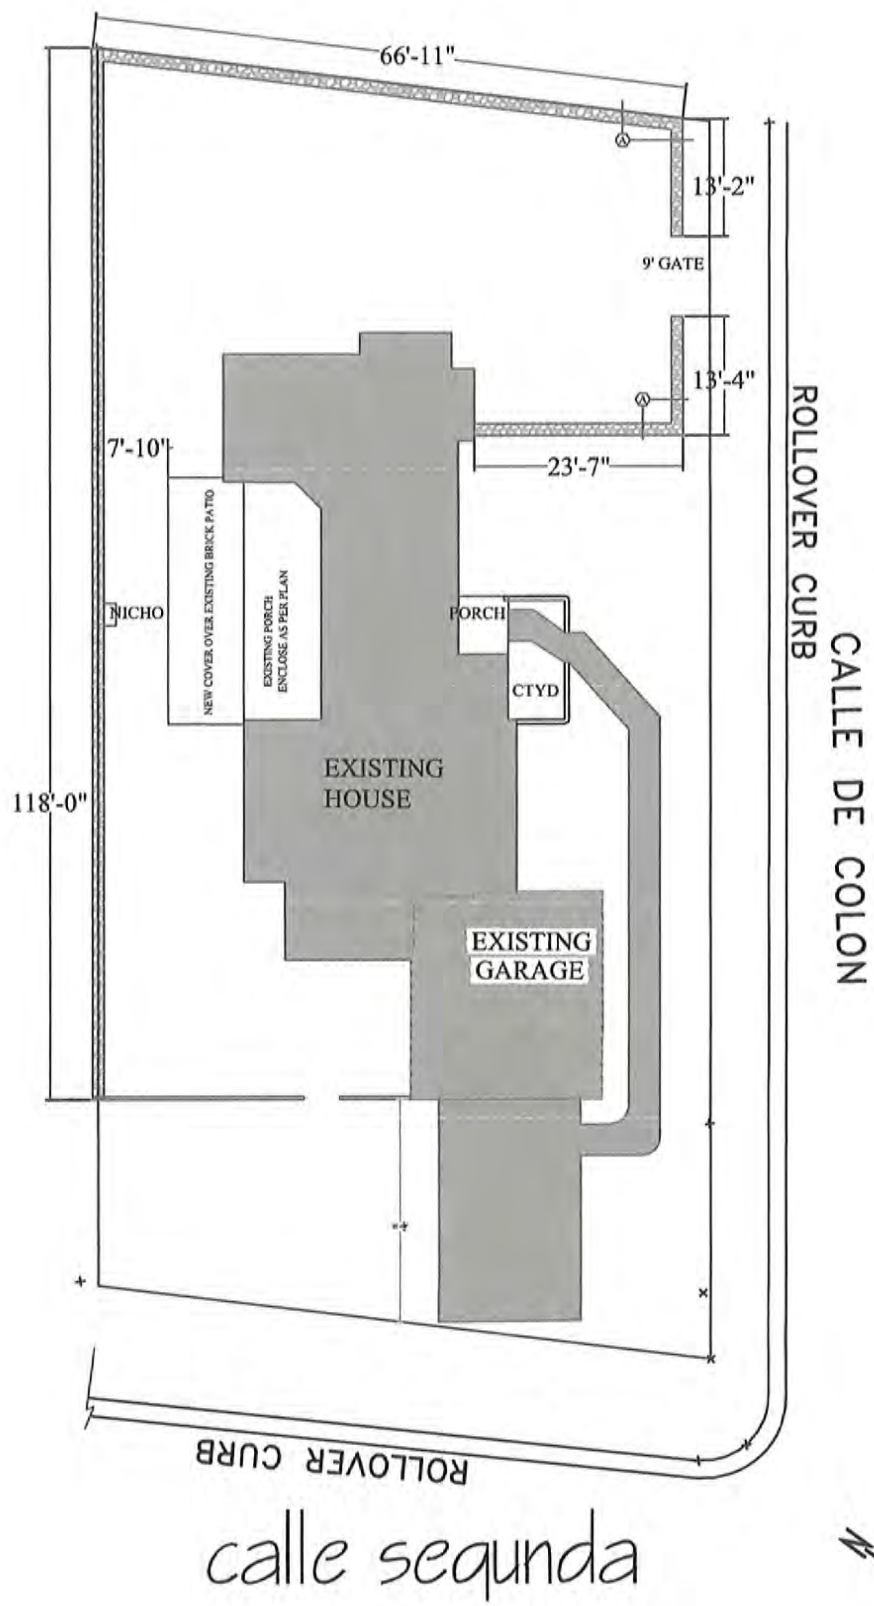 66'-11"
A
13'-2"
9' GATE
13'-4"
A
23'-7"
7'-10"
NEW COVER OVER EXISTING BRICK PATIO
EXISTING PORCH
ENCLOSE AS PER PLAN
NICHO
PORCH
CTYD
EXISTING
HOUSE
118'-0"
EXISTING
GARAGE
ROLLOVER CURB
CALLE DE COLON
ROLLOVER CURB
calle sequnda
N